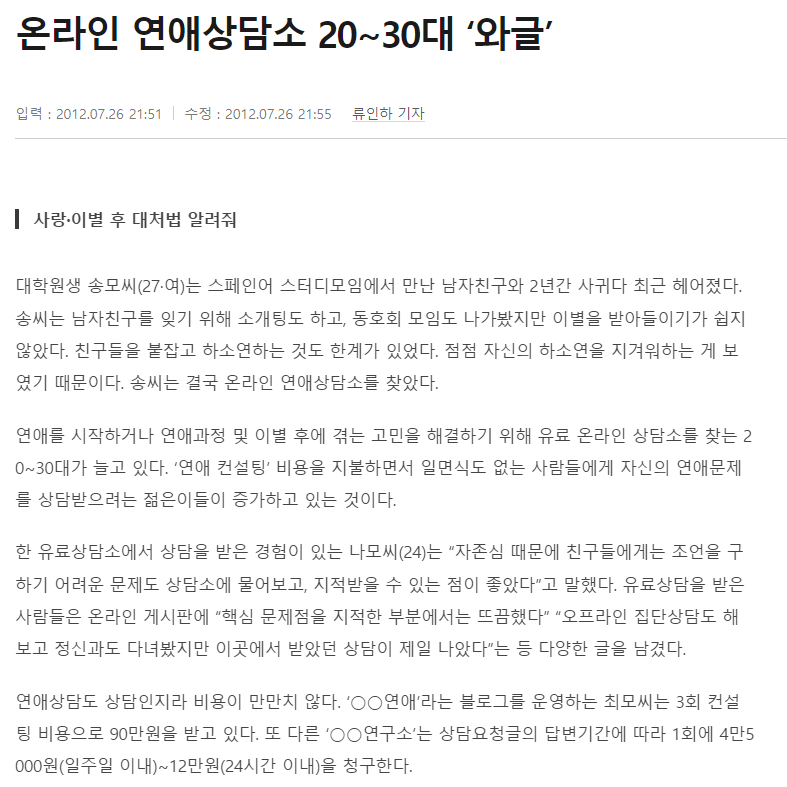 온라인 연애상담소 20~30대 ‘와글’
입력 : 2012.07.26 21:51 수정 : 2012.07.26 21:55 류인하 기자
사랑·이별 후 대처법 알려줘
대학원생 송모씨(27·여)는 스페인어 스터디모임에서 만난 남자친구와 2년간 사귀다 최근 헤어졌다.
송씨는 남자친구를 잊기 위해 소개팅도 하고, 동호회 모임도 나가봤지만 이별을 받아들이기가 쉽지
않았다. 친구들을 붙잡고 하소연하는 것도 한계가 있었다. 점점 자신의 하소연을 지겨워하는 게 보
였기 때문이다. 송씨는 결국 온라인 연애상담소를 찾았다.
연애를 시작하거나 연애과정 및 이별 후에 겪는 고민을 해결하기 위해 유료 온라인 상담소를 찾는 2
0~30대가 늘고 있다. ‘연애 컨설팅’ 비용을 지불하면서 일면식도 없는 사람들에게 자신의 연애문제
를 상담받으려는 젊은이들이 증가하고 있는 것이다.
한 유료상담소에서 상담을 받은 경험이 있는 나모씨(24)는 “자존심 때문에 친구들에게는 조언을 구
하기 어려운 문제도 상담소에 물어보고, 지적받을 수 있는 점이 좋았다”고 말했다. 유료상담을 받은
사람들은 온라인 게시판에 “핵심 문제점을 지적한 부분에서는 뜨끔했다” “오프라인 집단상담도 해
보고 정신과도 다녀봤지만 이곳에서 받았던 상담이 제일 나았다”는 등 다양한 글을 남겼다.
연애상담도 상담인지라 비용이 만만치 않다. ‘○○연애’라는 블로그를 운영하는 최모씨는 3회 컨설
팅 비용으로 90만원을 받고 있다. 또 다른 ‘○○연구소’는 상담요청글의 답변기간에 따라 1회에 4만5
000원(일주일 이내)~12만원(24시간 이내)을 청구한다.